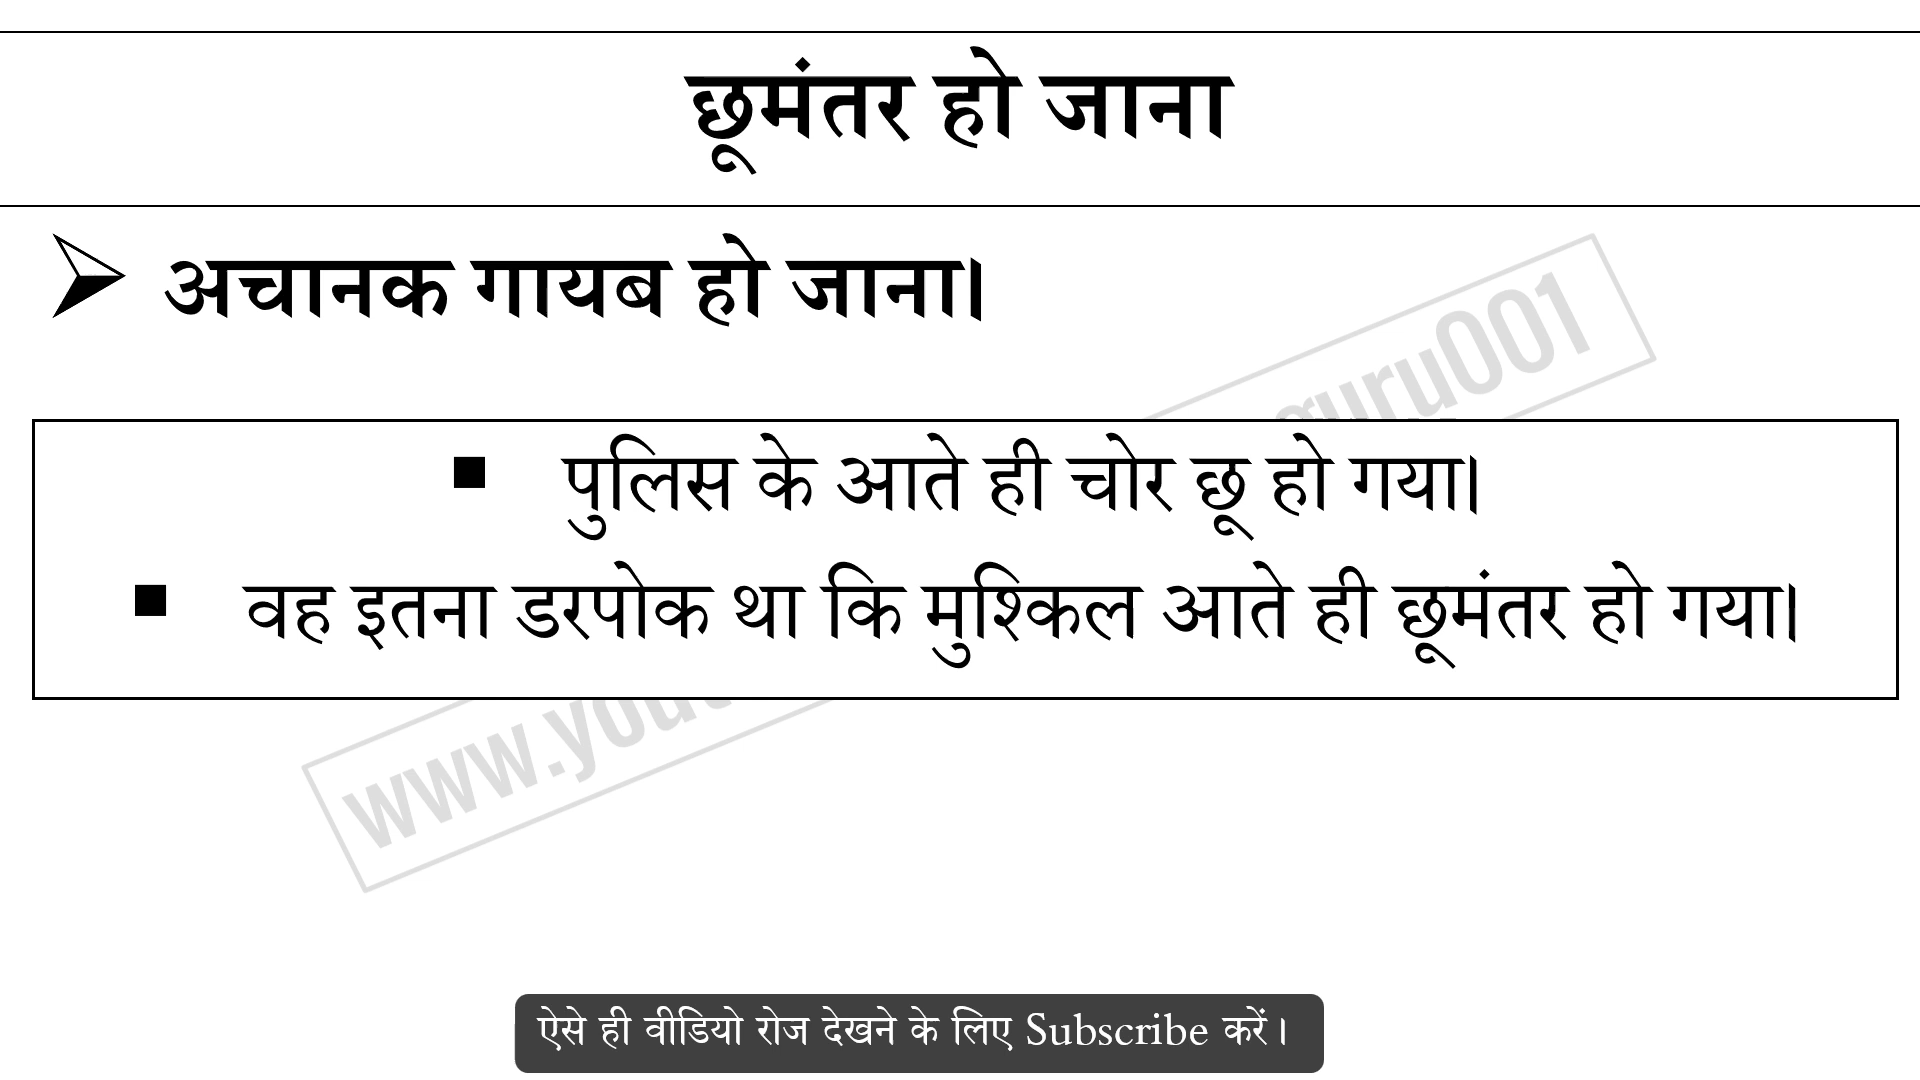 छूमंतर हो जाना
अचानक गायब हो जाना।
पुलिस के आते ही चोर छू हो गया।
वह इतना डरपोक था कि मुश्किल आते ही छूमंतर हो गया।
ऐसे ही वीडियो रोज देखने के लिए Subscribe करें।